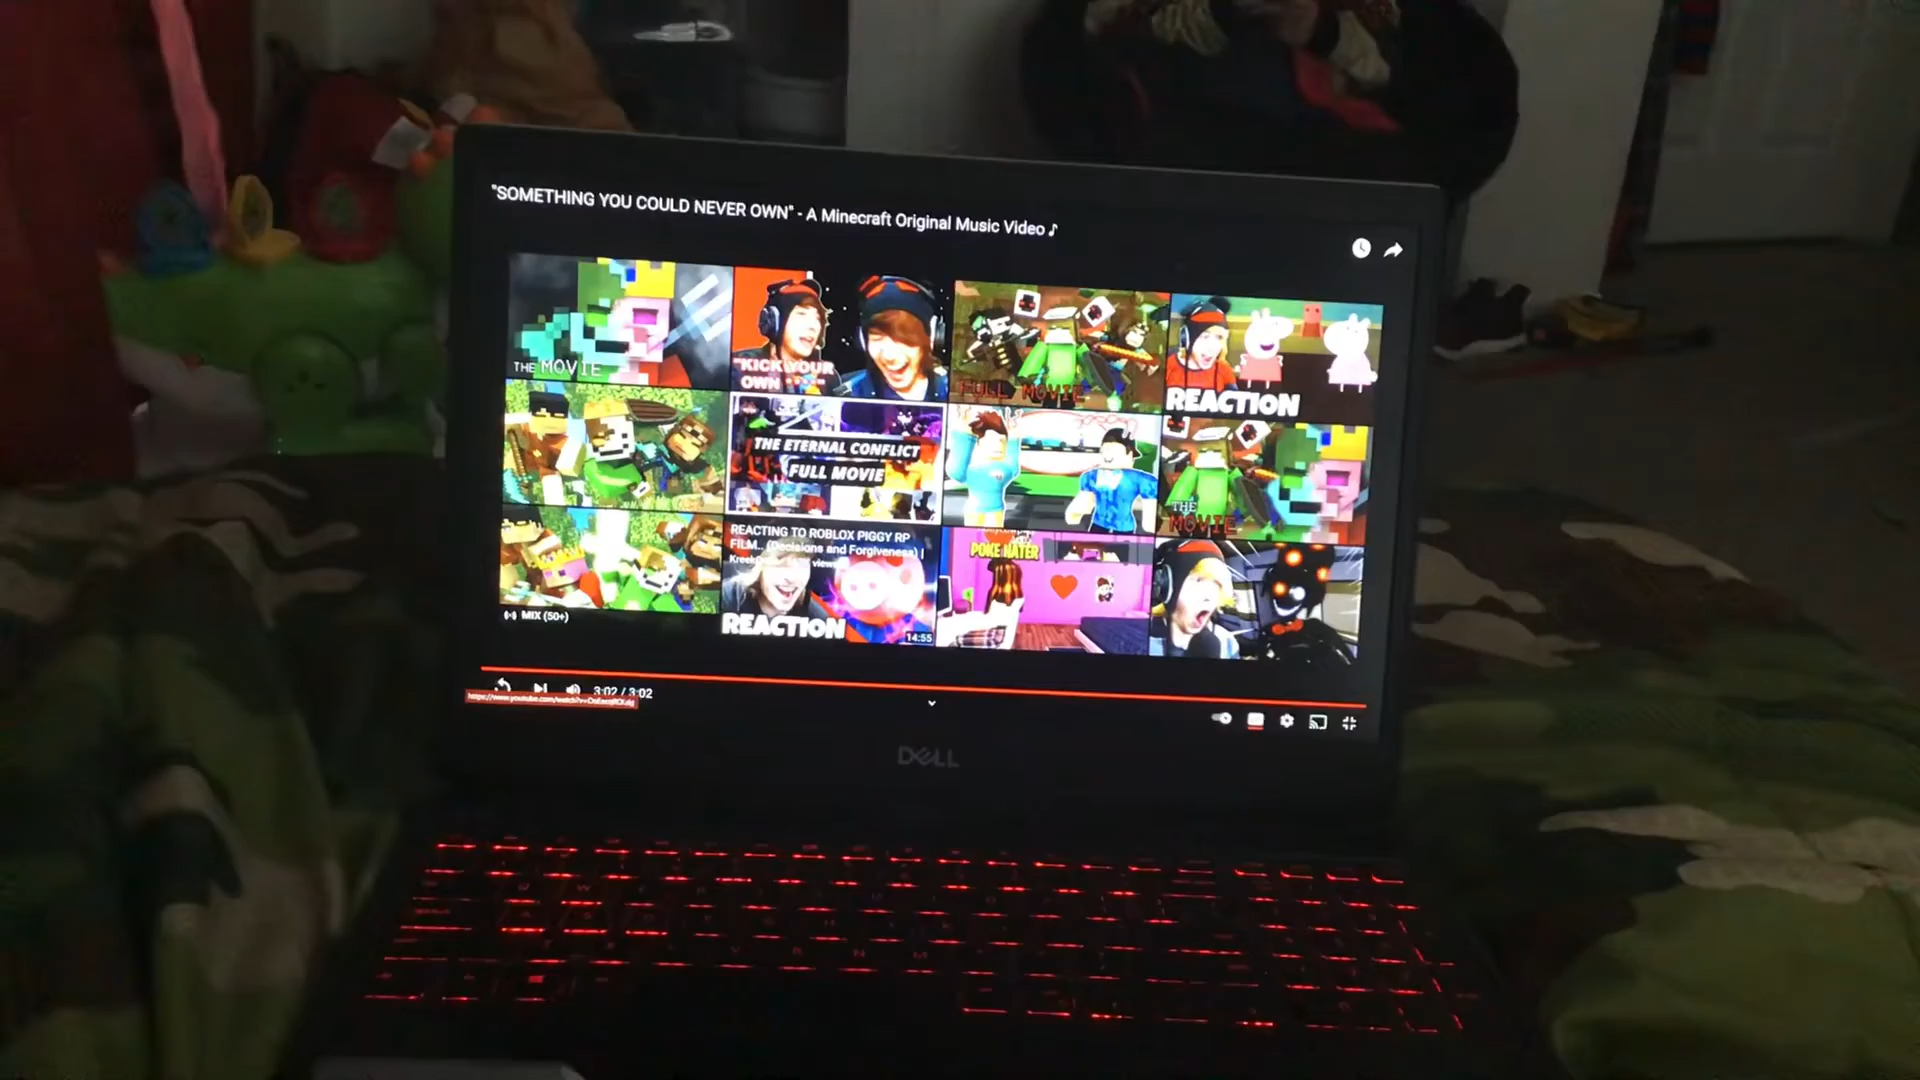 "SOMETHING YOU COULD NEVER OWN" - A Minecraft Original Music Video ♪
THE MOVIE
"KICK YOUR
OWN
FULL MOVIE
REACTION
THE ETERNAL CONFLICT
FULL MOVIE
THE
MOVIE
MIX (50+)
REACTING TO ROBLOX PIGGY RP
FILM.. (Decisions and Forgiveness) |
views
REACTION
14:55
POKE HATER
3:02 / 3:02
DELL